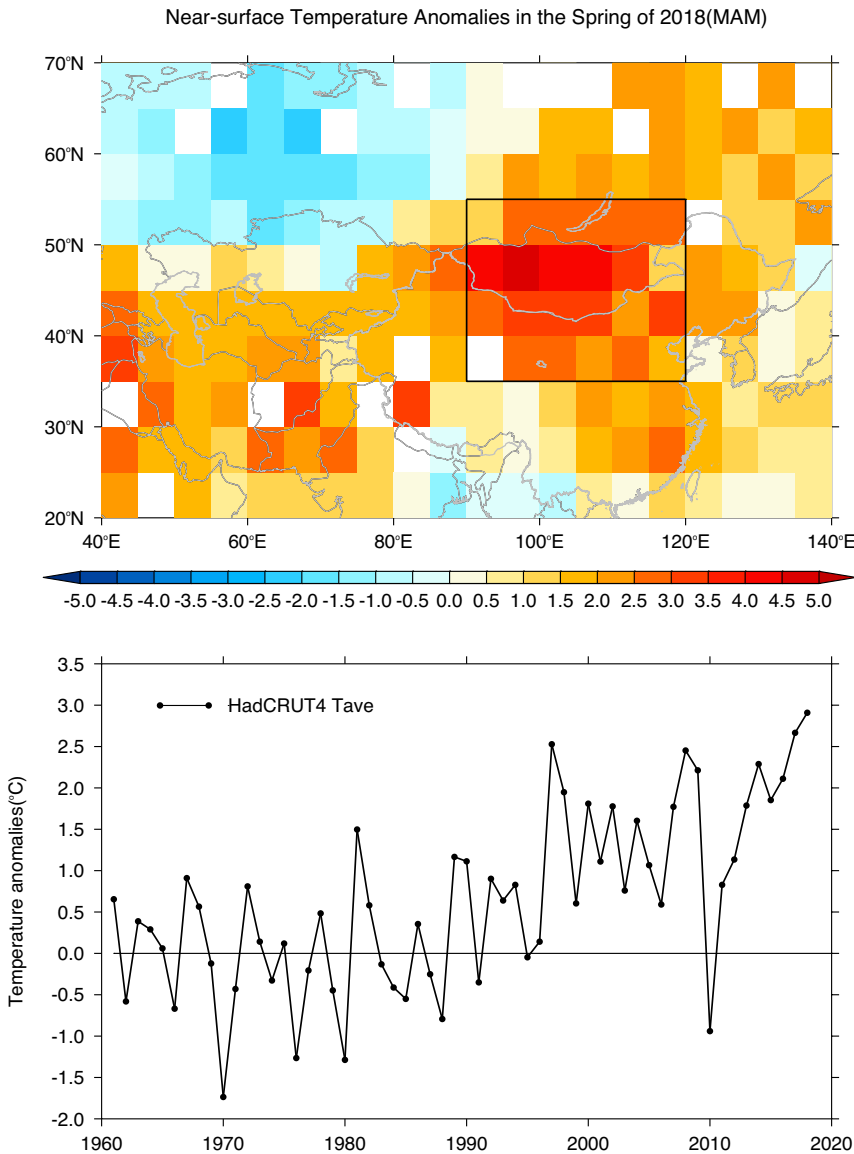 Near-surface Temperature Anomalies in the Spring of 2018(MAM)
70°N
60°N
50°N
40°N
30°N
20°N
40°E 60°E 80°E 100°E 120°E 140°E
-5.0 -4.5 -4.0 -3.5 -3.0 -2.5 -2.0 -1.5 -1.0 -0.5 0.0 0.5 1.0 1.5 2.0 2.5 3.0 3.5 4.0 4.5 5.0
3.5
3.0
2.5
2.0
1.5
1.0
0.5
0.0
-0.5
-1.0
-1.5
-2.0
Temperature anomalies(°C)
HadCRUT4 Tave
1960 1970 1980 1990 2000 2010 2020